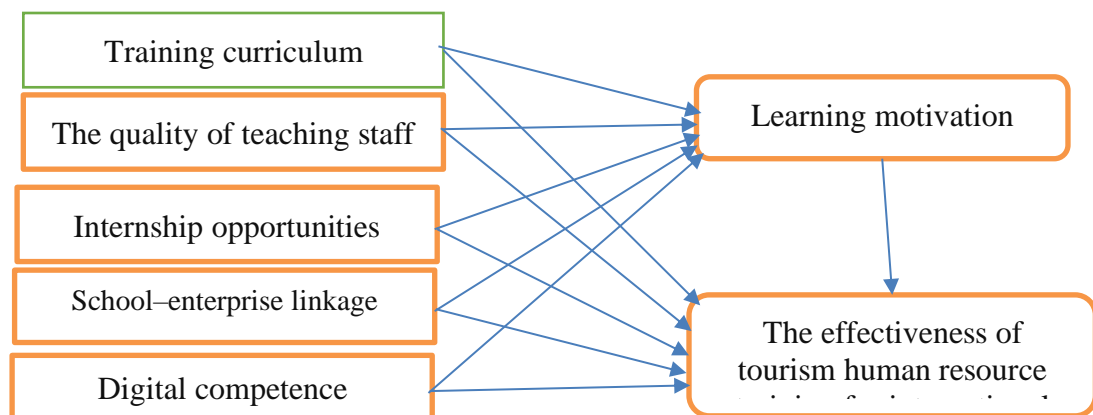 Training curriculum
The quality of teaching staff
Internship opportunities
School–enterprise linkage
Digital competence
Learning motivation
The effectiveness of
tourism human resource